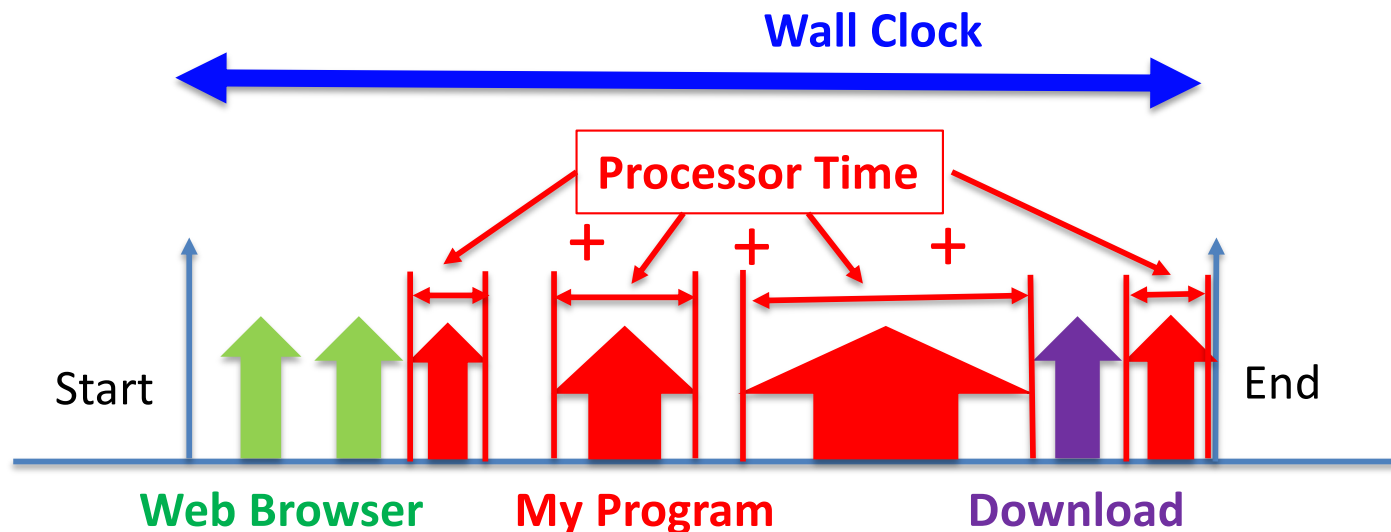 Wall Clock
Processor Time
+ + +
Start
End
Web Browser
My Program
Download